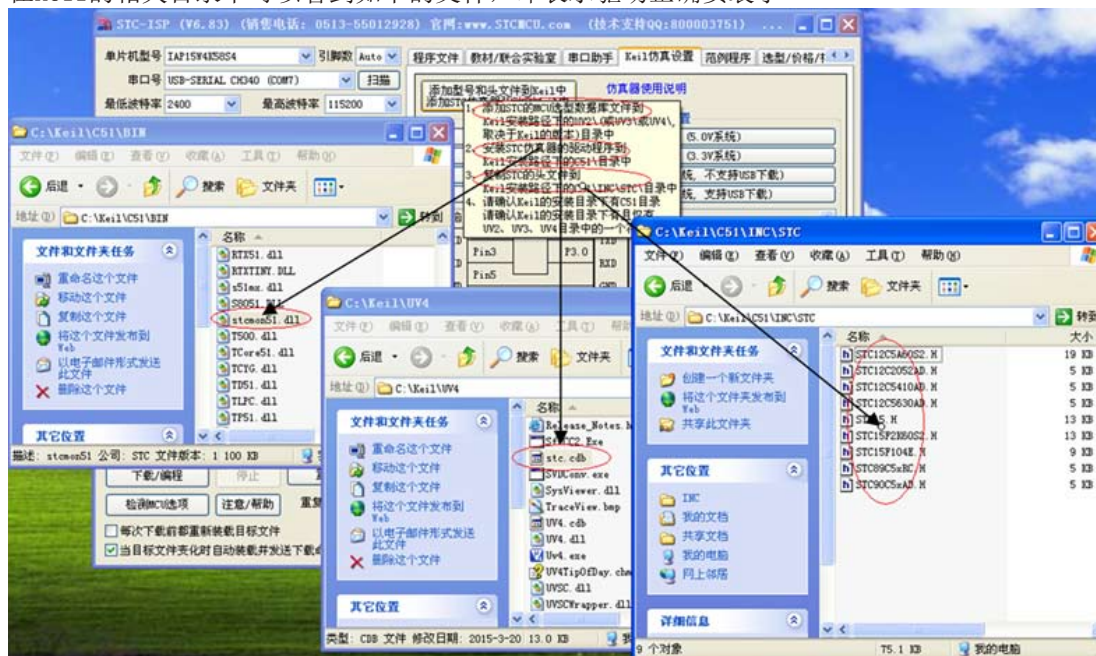 STC-ISP (V6.83) (销售电话: 0513-55012928) 官网:www.STCMCU.com (技术支持QQ:800003751) ...
单片机型号 IAP15W4K58S4 引脚数 Auto
串口号 USB-SERIAL CH340 (COM7) 扫描
最低波特率 2400 最高波特率 115200
程序文件 教材/联合实验室 串口助手 Keil仿真设置 范例程序 选型/价格/
添加型号和头文件到Keil中
仿真器使用说明
1、添加STC的MCU选型数据库文件到
Keil安装路径下的UV2\(或UV3\或UV4\,
取决于Keil的版本)目录中
2、安装STC仿真器的驱动程序到
Keil安装路径下的C51\目录中
3、复制STC的头文件到
Keil安装路径下的C51\INC\STC\目录中
4、请确认Keil的安装目录下有C51目录
请确认Keil的安装目录下有且仅有
UV2、UV3、UV4目录中的一个
(5.0V系统)
(3.3V系统)
不支持USB下载)
支持USB下载)
Pin3
P3.0
Pin5
RXD
C:\Keil\C51\BIN
文件(F) 编辑(E) 查看(V) 收藏(A) 工具(T) 帮助(H)
后退 搜索 文件夹
地址(D) C:\Keil\C51\BIN 转到
文件和文件夹任务
重命名这个文件
移动这个文件
复制这个文件
将这个文件发布到
Web
以电子邮件形式发送
此文件
删除这个文件
其它位置
名称
RTX51.dll
RTXTINY.DLL
s51mx.dll
S8051.DLL
stcmon51.dll
T500.dll
TCore51.dll
TCYG.dll
TD51.dll
TLPC.dll
TP51.dll
描述: stcmon51 公司: STC 文件版本: 1 100 KB
下载/编程 停止
检测MCU选项 注意/帮助
每次下载前都重新装载目标文件
当目标文件夹化时自动装载并发送下载命
C:\Keil\UV4
文件(F) 编辑(E) 查看(V) 收藏(A) 工具(T) 帮助
后退 搜索 文件夹
地址(D) C:\Keil\UV4
文件和文件夹任务
重命名这个文件
移动这个文件
复制这个文件
将这个文件发布到
Web
以电子邮件形式发送
此文件
删除这个文件
其它位置
名称
Release_Notes.h
stc.cdb
SVDConv.exe
SysViewer.dll
TraceView.bmp
UV4.cdb
UV4.dll
Uv4.exe
UV4TipOfDay.chm
UVSC.dll
UVSCWrapper.dll
类型: CDB 文件 修改日期: 2015-3-20 13.0 KB
C:\Keil\C51\INC\STC
文件(F) 编辑(E) 查看(V) 收藏(A) 工具(T) 帮助(H)
后退 搜索 文件夹
地址(D) C:\Keil\C51\INC\STC 转到
文件和文件夹任务
创建一个新文件夹
将这个文件夹发布到
Web
共享此文件夹
其它位置
INC
我的文档
共享文档
我的电脑
网上邻居
详细信息
名称 大小
STC12C5A60S2.H 19 KB
STC12C2052AD.H 5 KB
STC12C5410AD.H 5 KB
STC12C5630AD.H 5 KB
13 KB
STC15F2K60S2.H 13 KB
STC15F104E.H 9 KB
STC89C5xRC.H 5 KB
STC90C5xAD.H 5 KB
9 个对象 75.1 KB 我的电脑